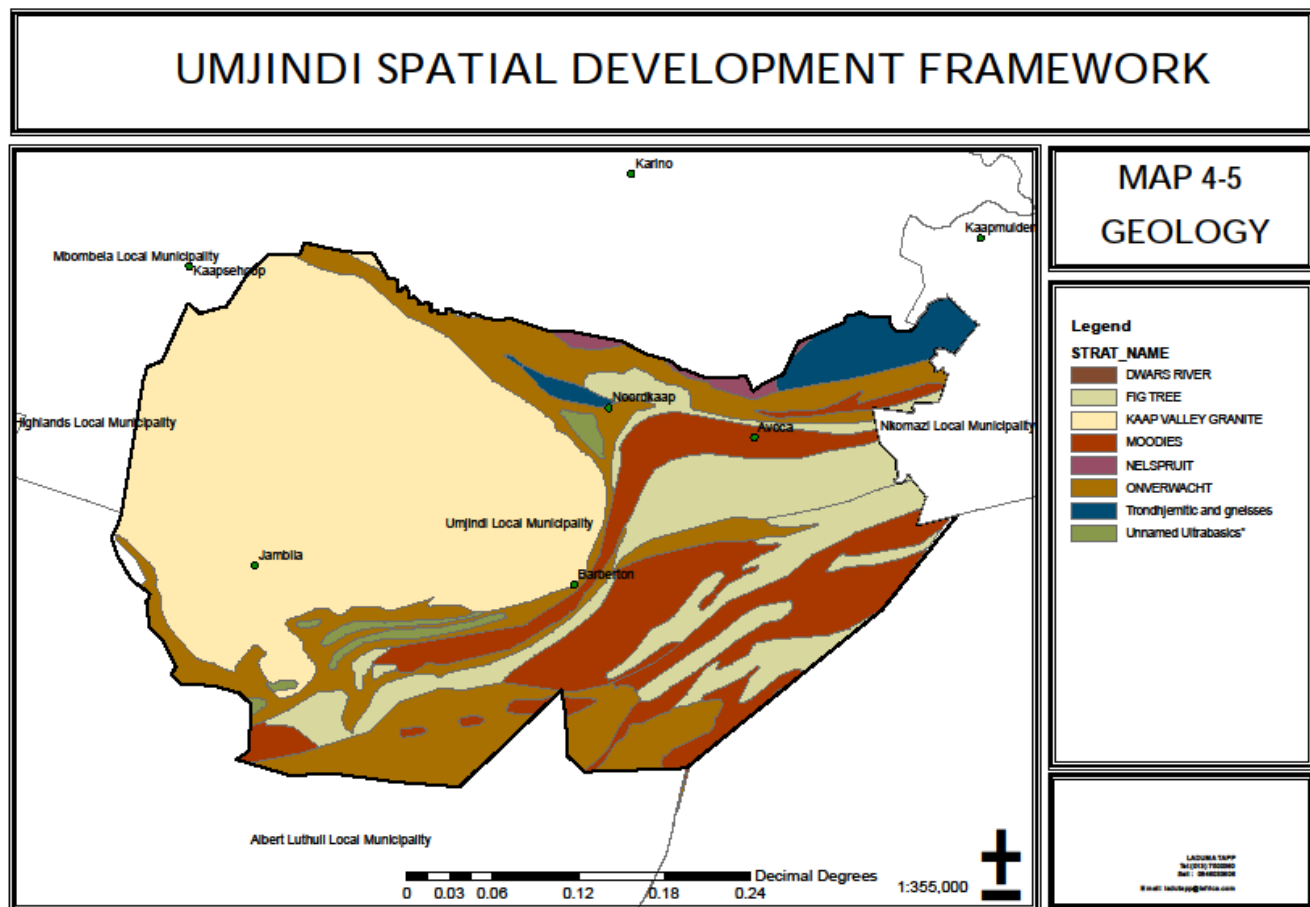 UMJINDI SPATIAL DEVELOPMENT FRAMEWORK
MAP 4-5
GEOLOGY
Karino
Kaapmuiden
Mbombela Local Municipality
Kaapsehoop
Noordkaap
Highlands Local Municipality
Avoca
Nkomazi Local Municipality
Umjindi Local Municipality
Jambila
Barberton
Albert Luthuli Local Municipality
Decimal Degrees
0 0.03 0.06 0.12 0.18 0.24
1:355,000
Legend
STRAT_NAME
DWARS RIVER
FIG TREE
KAAP VALLEY GRANITE
MOODIES
NELSPRUIT
ONVERWACHT
Trondhjemitic and gneisses
Unnamed Ultrabasics"
LADUMA TAPP